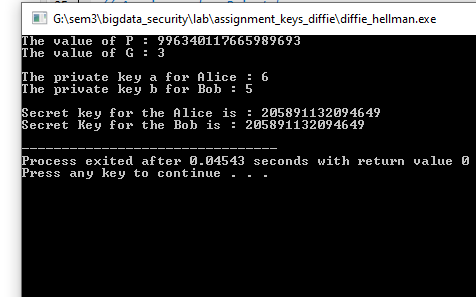 G:\sem3\bigdata_security\lab\assignment_keys_diffie\diffie_hellman.exe
The value of P : 996340117665989693
The value of G : 3
The private key a for Alice : 6
The private key b for Bob : 5
Secret key for the Alice is : 205891132094649
Secret Key for the Bob is : 205891132094649
--------------------------------
Process exited after 0.04543 seconds with return value 0
Press any key to continue . . .